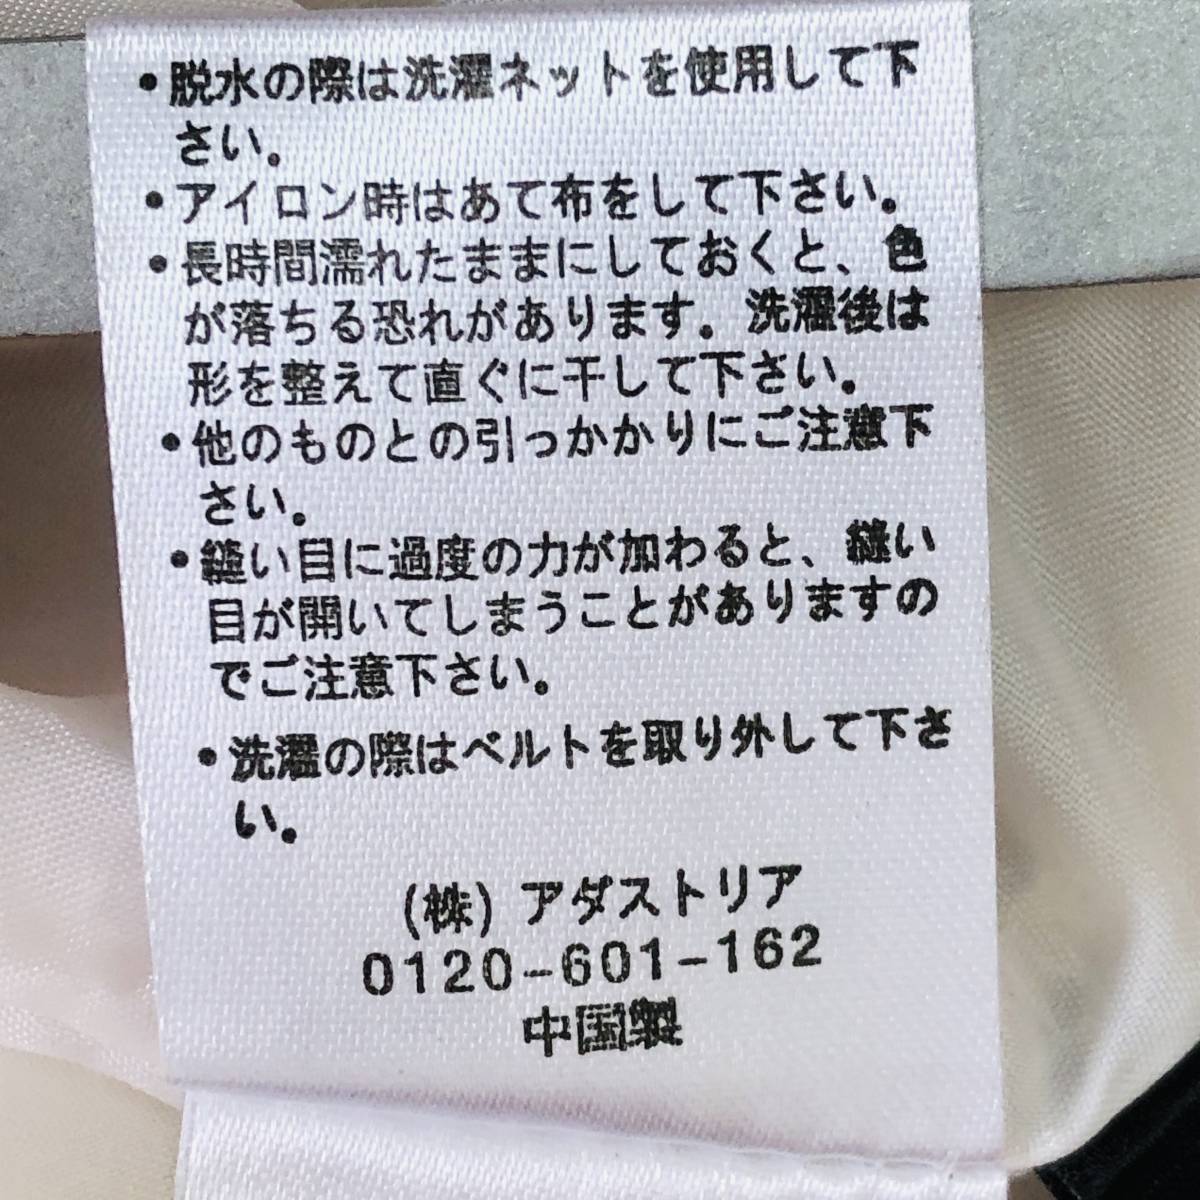 ・脱水の際は洗濯ネットを使用して下
さい。
・アイロン時はあて布をして下さい。
・長時間濡れたままにしておくと、色
が落ちる恐れがあります。洗濯後は
形を整えて直ぐに干して下さい。
・他のものとの引っかかりにご注意下
さい。
・縫い目に過度の力が加わると、縫い
目が開いてしまうことがありますの
でご注意下さい。
・洗濯の際はベルトを取り外して下さ
い。
(株) アダストリア
0120-601-162
中国製